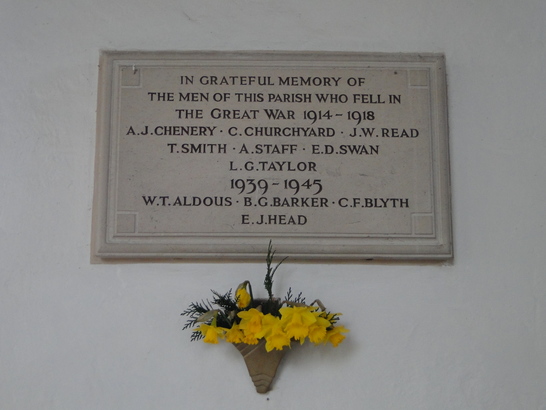 IN GRATEFUL MEMORY OF
THE MEN OF THIS PARISH WHO FELL IN
THE GREAT WAR 1914-1918
A.J.CHENERY · C.CHURCHYARD · J.W.READ
T.SMITH · A.STAFF · E.D.SWAN
L.G.TAYLOR
1939-1945
W.T.ALDOUS · B.G.BARKER · C.F.BLYTH
E.J.HEAD